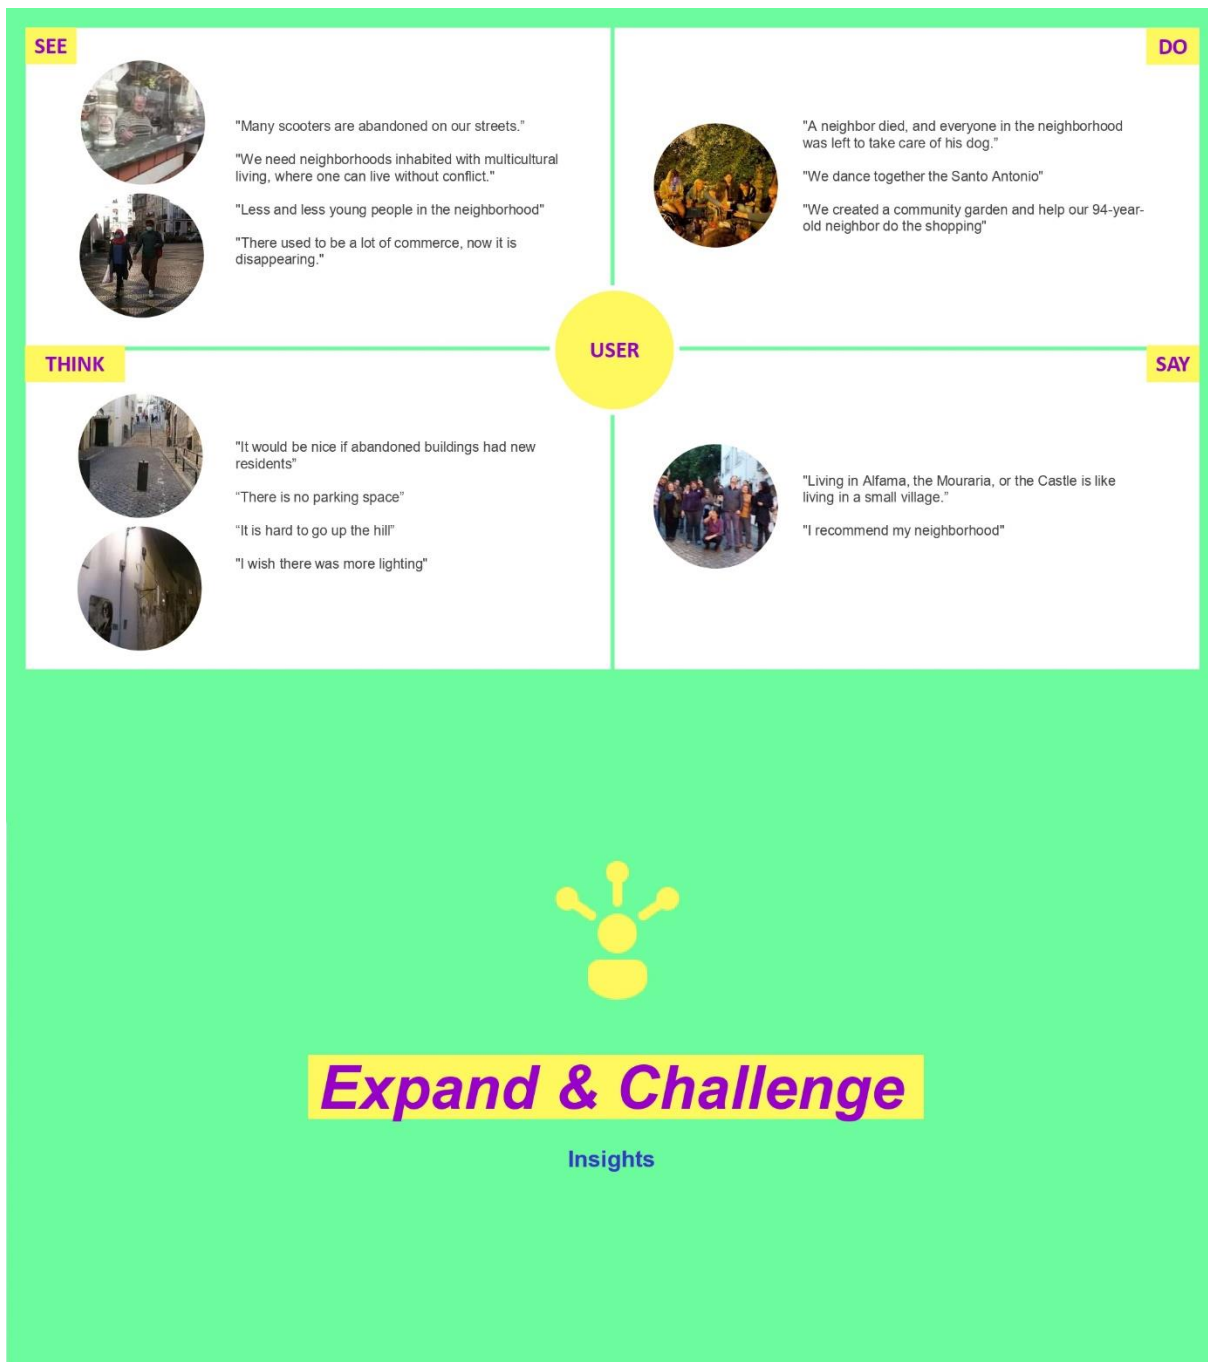 SEE
"Many scooters are abandoned on our streets.”
"We need neighborhoods inhabited with multicultural
living, where one can live without conflict."
"Less and less young people in the neighborhood"
"There used to be a lot of commerce, now it is
disappearing."
DO
"A neighbor died, and everyone in the neighborhood
was left to take care of his dog.”
"We dance together the Santo Antonio"
"We created a community garden and help our 94-year-
old neighbor do the shopping"
USER
THINK
"It would be nice if abandoned buildings had new
residents”
“There is no parking space”
“It is hard to go up the hill”
"I wish there was more lighting"
SAY
"Living in Alfama, the Mouraria, or the Castle is like
living in a small village.”
"I recommend my neighborhood"
Expand & Challenge
Insights